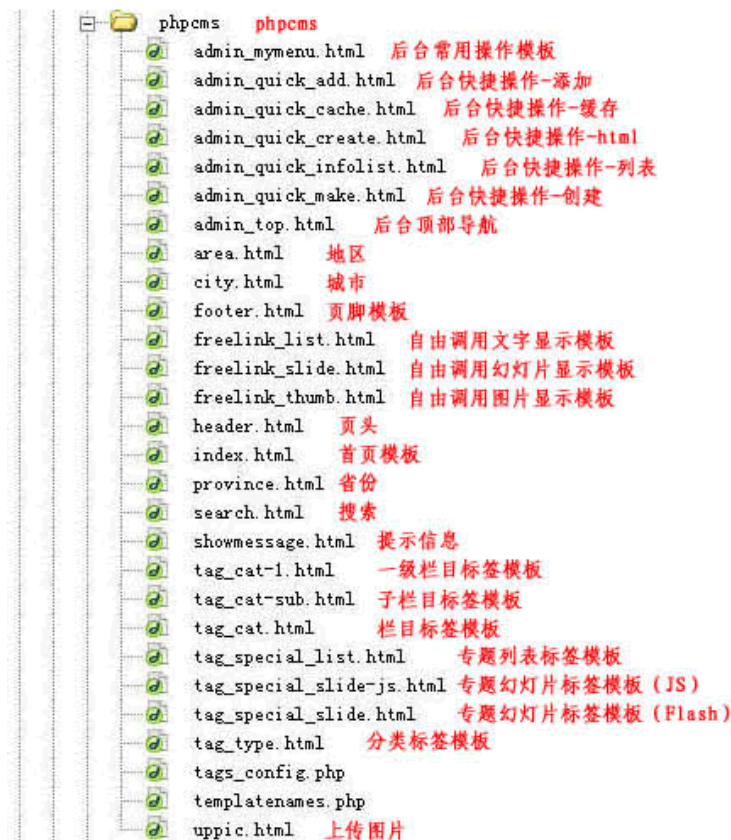 phpcms phpcms
admin_mymenu.html 后台常用操作模板
admin_quick_add.html 后台快捷操作-添加
admin_quick_cache.html 后台快捷操作-缓存
admin_quick_create.html 后台快捷操作-html
admin_quick_infolist.html 后台快捷操作-列表
admin_quick_make.html 后台快捷操作-创建
admin_top.html 后台顶部导航
area.html 地区
city.html 城市
footer.html 页脚模板
freelink_list.html 自由调用文字显示模板
freelink_slide.html 自由调用幻灯片显示模板
freelink_thumb.html 自由调用图片显示模板
header.html 页头
index.html 首页模板
province.html 省份
search.html 搜索
showmessage.html 提示信息
tag_cat-1.html 一级栏目标签模板
tag_cat-sub.html 子栏目标签模板
tag_cat.html 栏目标签模板
tag_special_list.html 专题列表标签模板
tag_special_slide-js.html 专题幻灯片标签模板（JS）
tag_special_slide.html 专题幻灯片标签模板（Flash）
tag_type.html 分类标签模板
tags_config.php
templatenames.php
uppic.html 上传图片